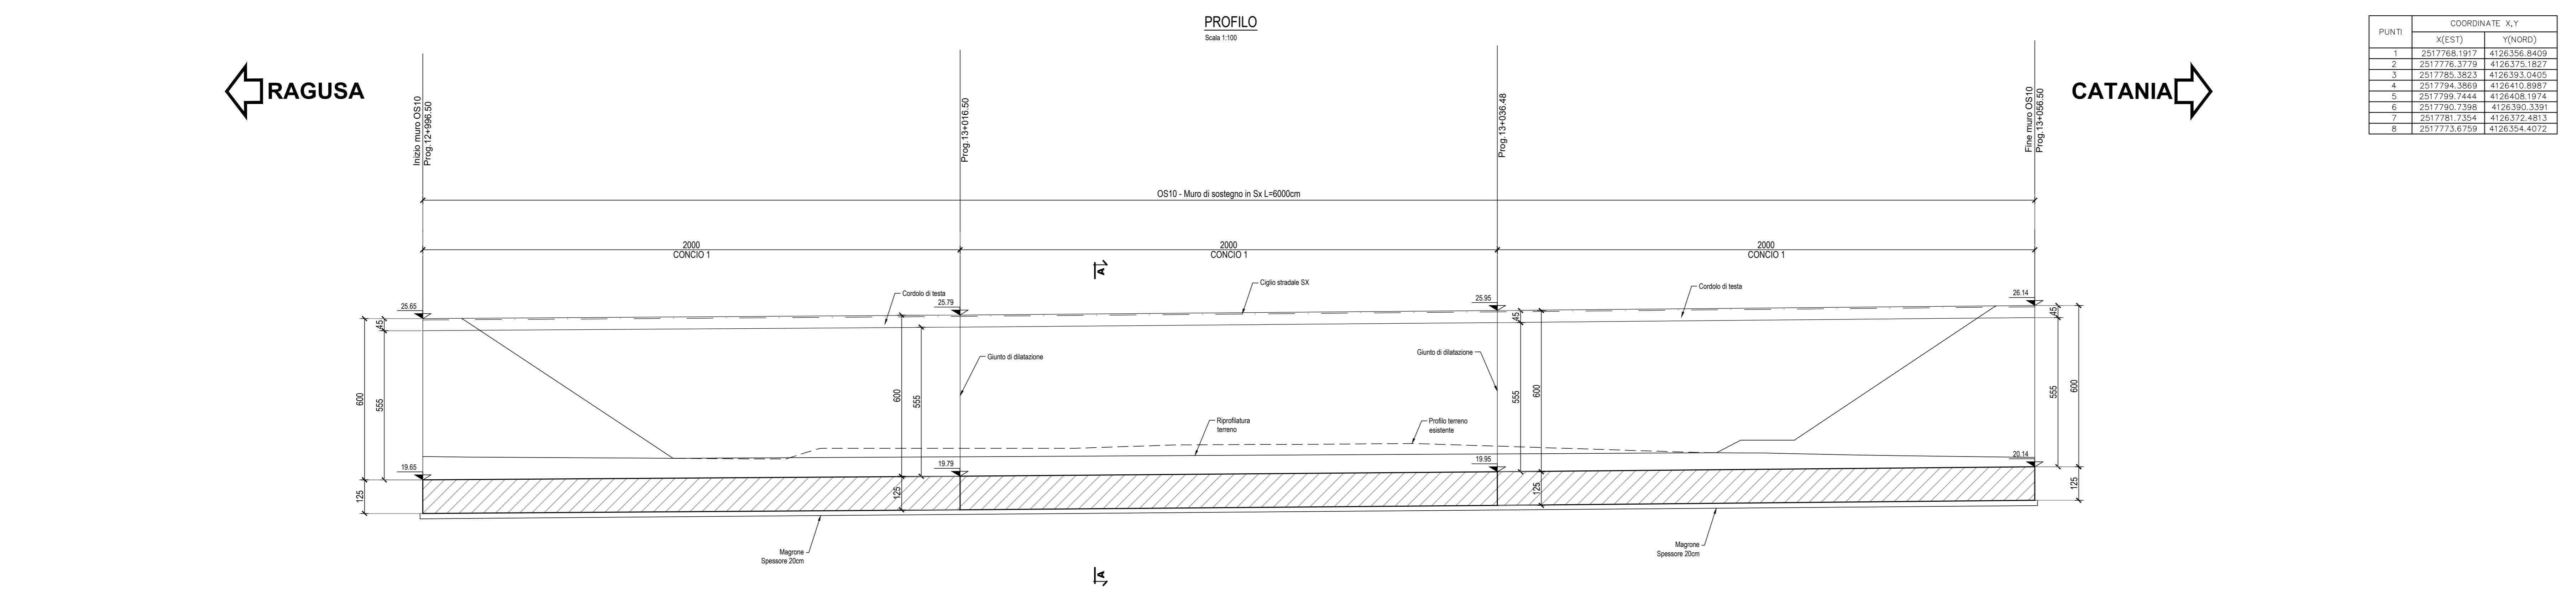 PROFILO
Scala 1:100
RAGUSA
CATANIA
PUNTI
COORDINATE X,Y
X(EST) Y(NORD)
1 2517768.1917 4126356.8409
2 2517776.3779 4126375.1827
3 2517785.3823 4126393.0405
4 2517794.3869 4126410.8987
5 2517799.7444 4126408.1974
6 2517790.7398 4126390.3391
7 2517781.7354 4126372.4813
8 2517773.6759 4126354.4072
Inizio muro OS10
Prog.12+996.50
Prog.13+016.50
Prog.13+036.48
Fine muro OS10
Prog.13+056.50
OS10 - Muro di sostegno in Sx L=6000cm
2000
CONCIO 1
2000
CONCIO 1
2000
CONCIO 1
A
25.65
Cordolo di testa
25.79
Ciglio stradale SX
25.95
Cordolo di testa
26.14
45
45
45
600
555
600
555
Giunto di dilatazione
Giunto di dilatazione
555
600
555
600
Riprofilatura
terreno
Profilo terreno
esistente
19.65
19.79
19.95
20.14
125
125
125
125
Magrone
Spessore 20cm
Magrone
Spessore 20cm
A